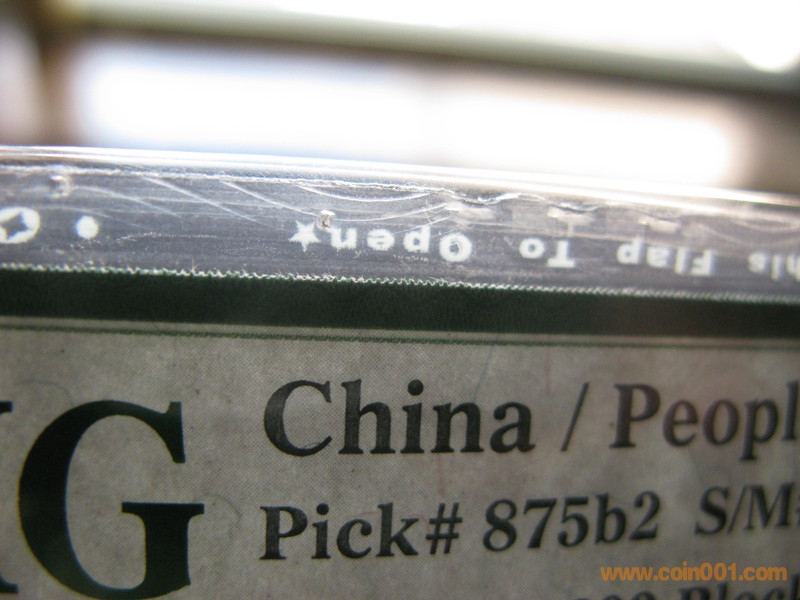 his Flap To Open★
G China / Peopl
Pick# 875b2 S/M
www.coin001.com